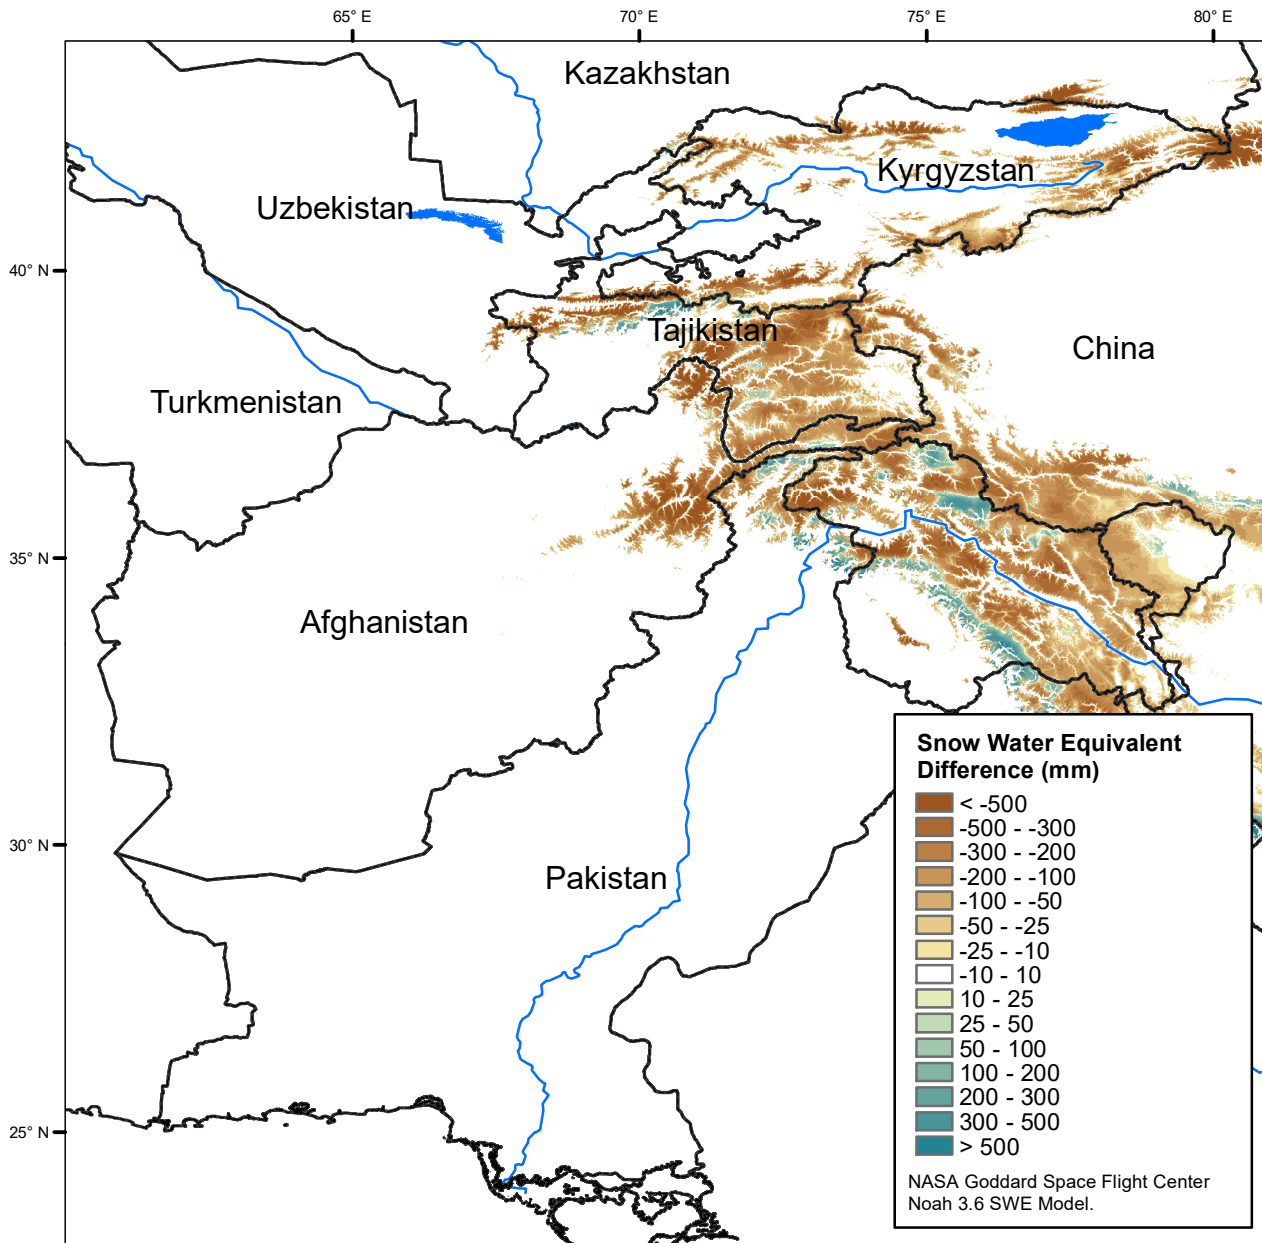 65° E
70° E
75° E
80° E
Kazakhstan
Kyrgyzstan
Uzbekistan
40° N
Tajikistan
China
Turkmenistan
35° N
Afghanistan
Snow Water Equivalent
Difference (mm)
< -500
-500 - -300
-300 - -200
-200 - -100
-100 - -50
-50 - -25
-25 - -10
-10 - 10
10 - 25
25 - 50
50 - 100
100 - 200
200 - 300
300 - 500
> 500
30° N
Pakistan
25° N
NASA Goddard Space Flight Center
Noah 3.6 SWE Model.